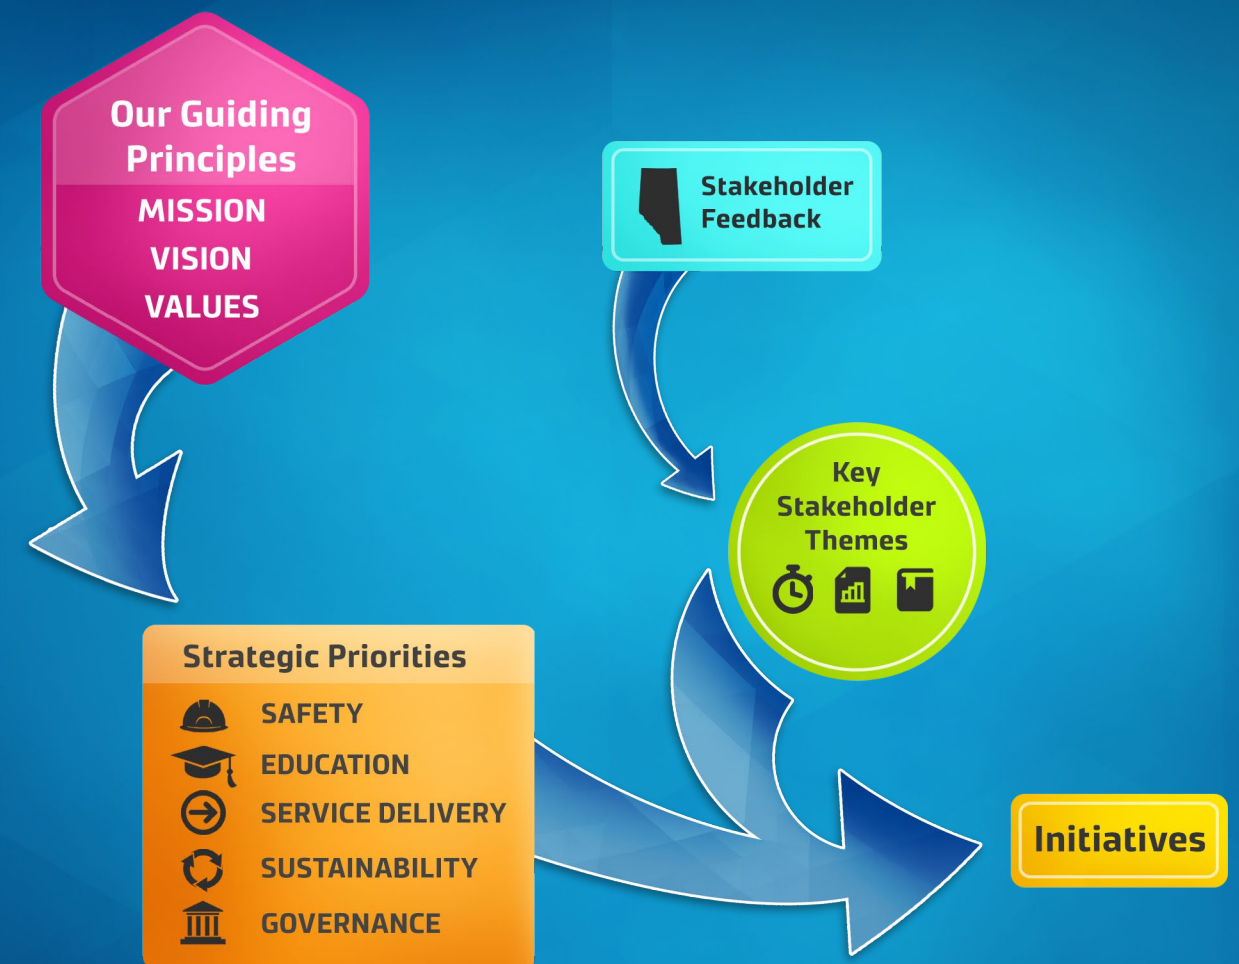 Our Guiding
Principles
MISSION
VISION
VALUES
Stakeholder
Feedback
Key
Stakeholder
Themes
Strategic Priorities
SAFETY
EDUCATION
SERVICE DELIVERY
SUSTAINABILITY
GOVERNANCE
Initiatives